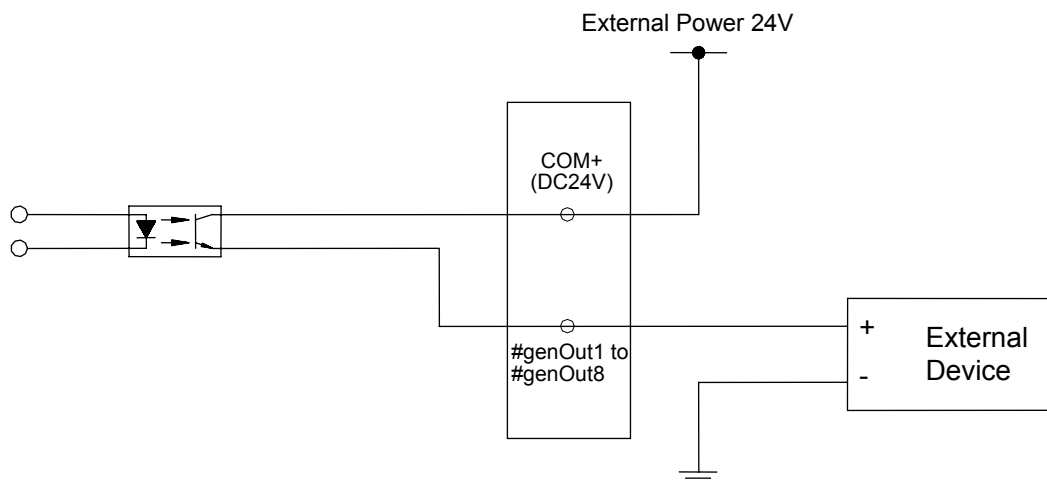 External Power 24V
COM+
(DC24V)
#genOut1 to
#genOut8
+
-
External
Device